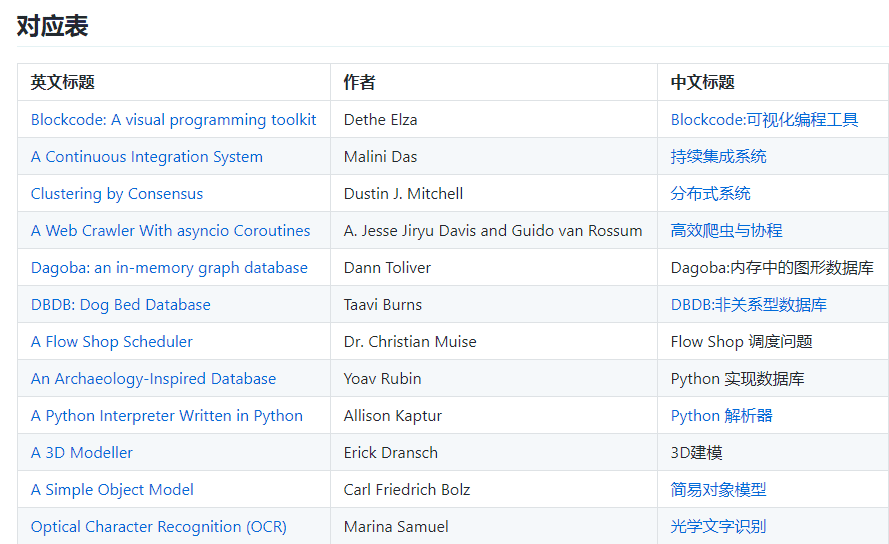 对应表
英文标题 作者 中文标题
Blockcode: A visual programming toolkit Dethe Elza Blockcode:可视化编程工具
A Continuous Integration System Malini Das 持续集成系统
Clustering by Consensus Dustin J. Mitchell 分布式系统
A Web Crawler With asyncio Coroutines A. Jesse Jiryu Davis and Guido van Rossum 高效爬虫与协程
Dagoba: an in-memory graph database Dann Toliver Dagoba:内存中的图形数据库
DBDB: Dog Bed Database Taavi Burns DBDB:非关系型数据库
A Flow Shop Scheduler Dr. Christian Muise Flow Shop 调度问题
An Archaeology-Inspired Database Yoav Rubin Python 实现数据库
A Python Interpreter Written in Python Allison Kaptur Python 解析器
A 3D Modeller Erick Dransch 3D建模
A Simple Object Model Carl Friedrich Bolz 简易对象模型
Optical Character Recognition (OCR) Marina Samuel 光学文字识别